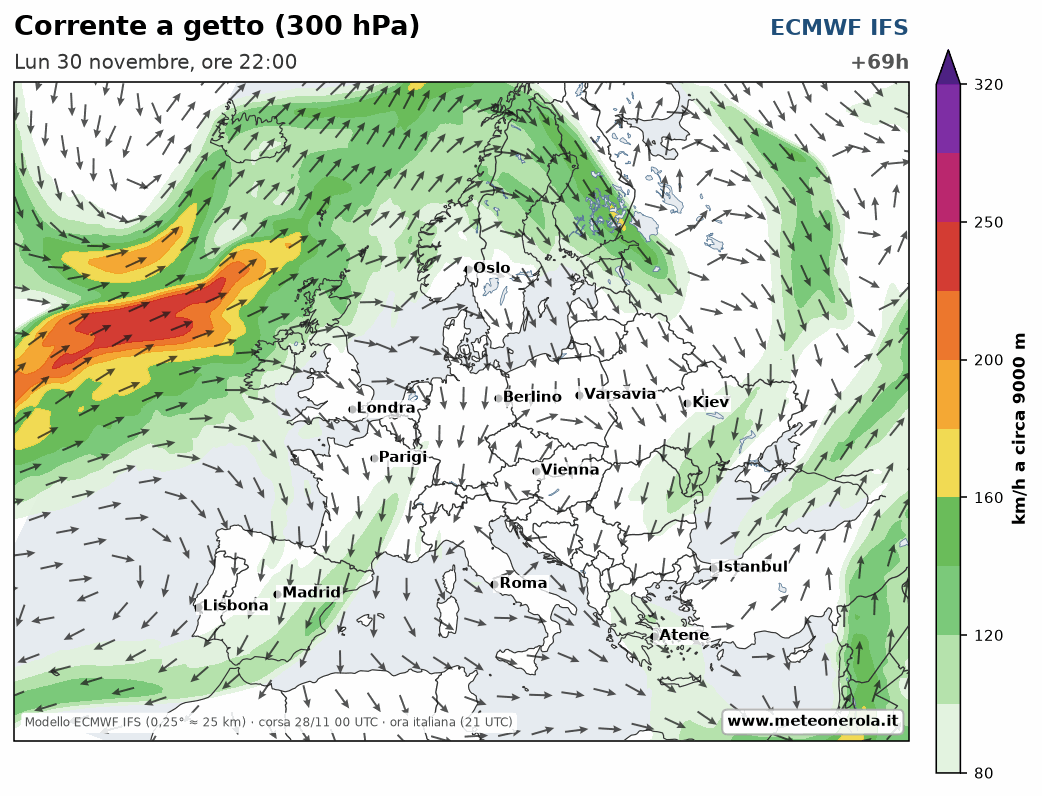 Corrente a getto (300 hPa)
ECMWF IFS
Lun 30 novembre, ore 22:00
+69h
320
250
200
160
120
80
km/h a circa 9000 m
Oslo
Berlino
Varsavia
Kiev
Londra
Parigi
Vienna
Istanbul
Roma
Madrid
Lisbona
Atene
Modello ECMWF IFS (0,25° ≈ 25 km) · corsa 28/11 00 UTC · ora italiana (21 UTC)
www.meteonerola.it